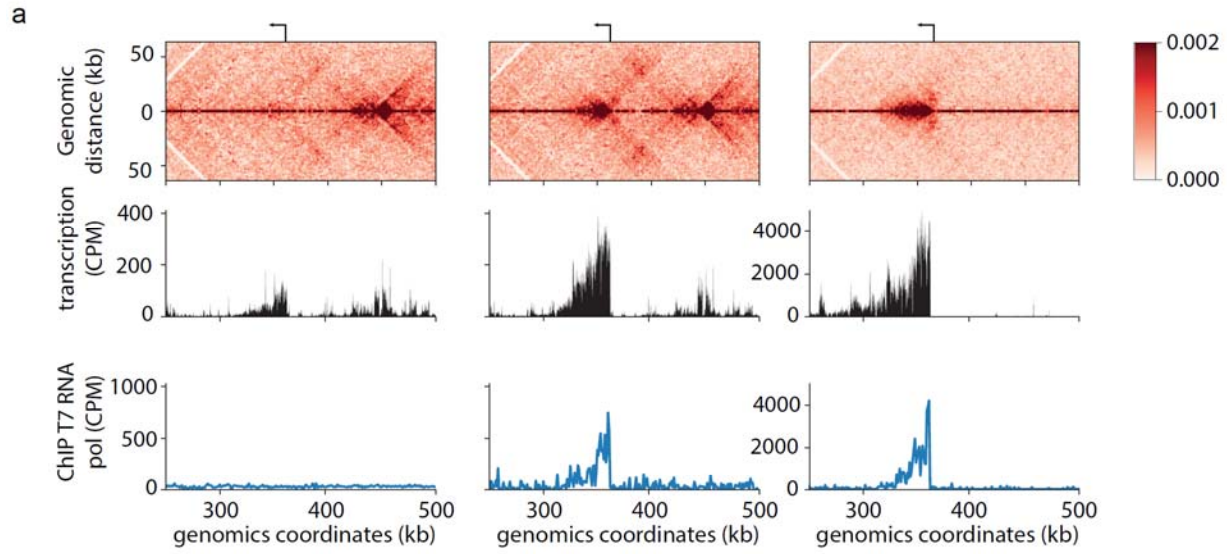 a
50
0
50
Genomic
distance (kb)
0.002
0.001
0.000
400
200
0
transcription
(CPM)
4000
2000
0
1000
500
0
ChIP T7 RNA
pol (CPM)
4000
2000
0
300 400 500
300 400 500
300 400 500
genomics coordinates (kb)
genomics coordinates (kb)
genomics coordinates (kb)